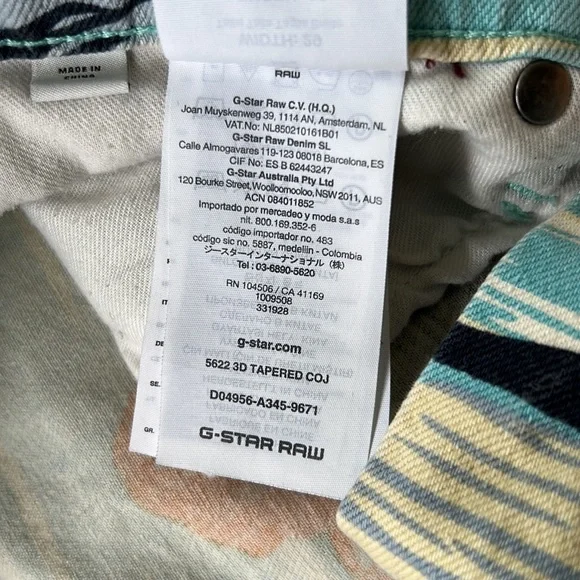 MADE IN
CHINA
WIDTH: 29
RAW
G-Star Raw C.V. (H.Q.)
Joan Muyskenweg 39, 1114 AN, Amsterdam, NL
VAT.No: NL850210161B01
G-Star Raw Denim SL
Calle Almogavares 119-123 08018 Barcelona, ES
CIF No: ES B 62443247
G-Star Australia Pty Ltd
120 Bourke Street, Woolloomooloo, NSW 2011, AUS
ACN 084011852
Importado por mercadeo y moda s.a.s
nit. 800.169.352-6
código importador no. 483
código sic no. 5887, medellin - Colombia
ジースターインターナショナル（株）
Tel : 03-6890-5620
RN 104506 / CA 41169
1009508
331928
g-star.com
5622 3D TAPERED COJ
D04956-A345-9671
G-STAR RAW